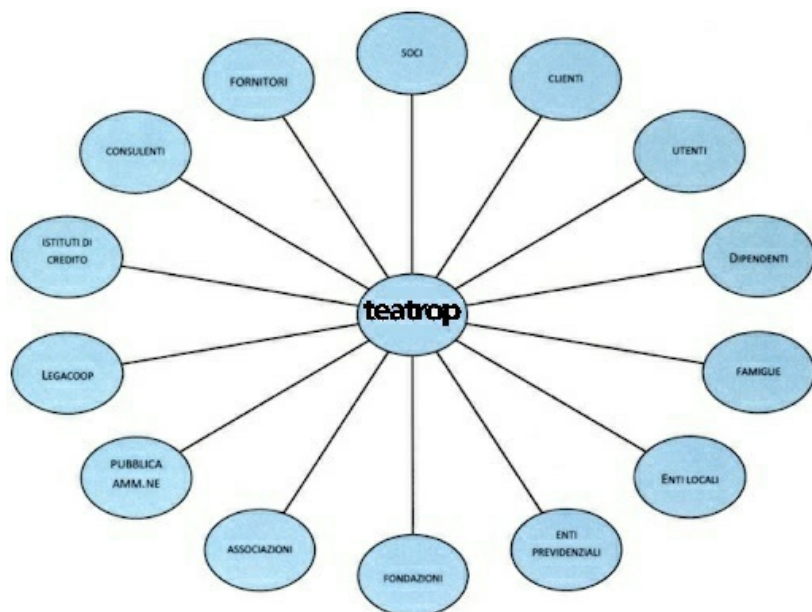 SOCI
CLIENTI
UTENTI
DIPENDENTI
FAMIGLIE
ENTI LOCALI
ENTI
PREVIDENZIALI
FONDAZIONI
ASSOCIAZIONI
PUBBLICA
AMM.NE
LEGACOOP
ISTITUTI DI
CREDITO
CONSULENTI
FORNITORI
teatrop